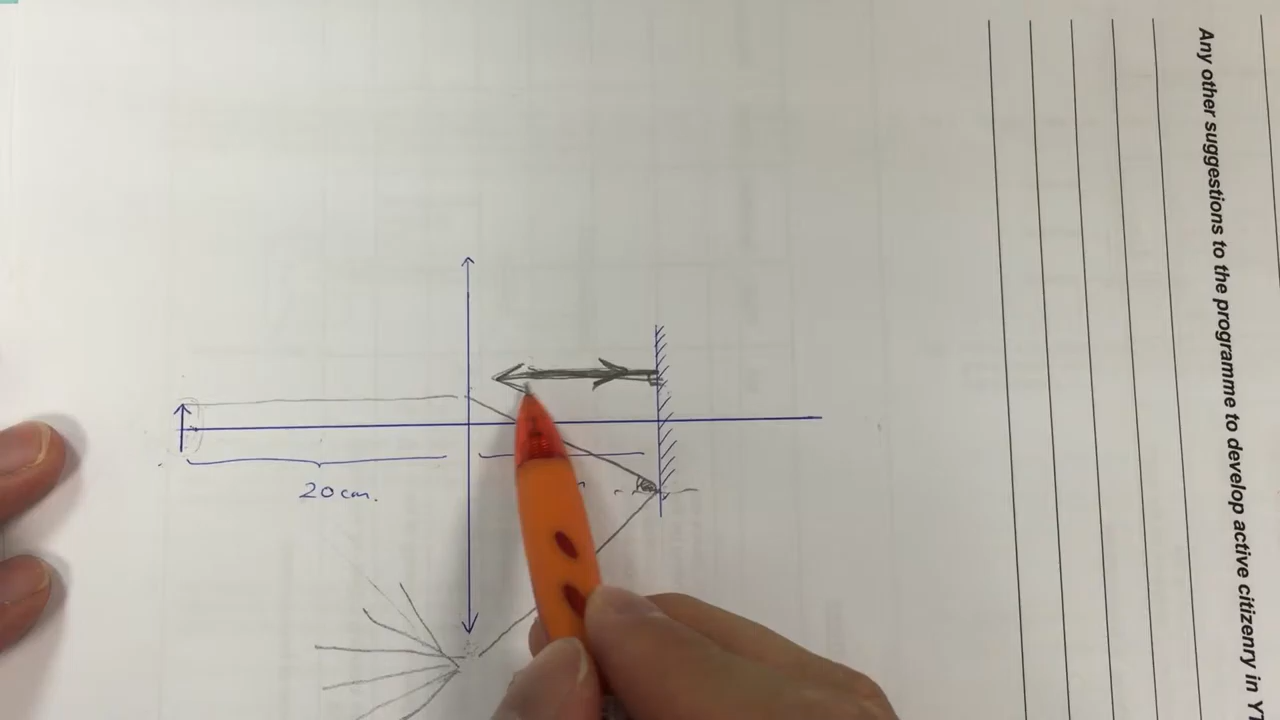 20cm.
Any other suggestions to the programme to develop active citizenry in